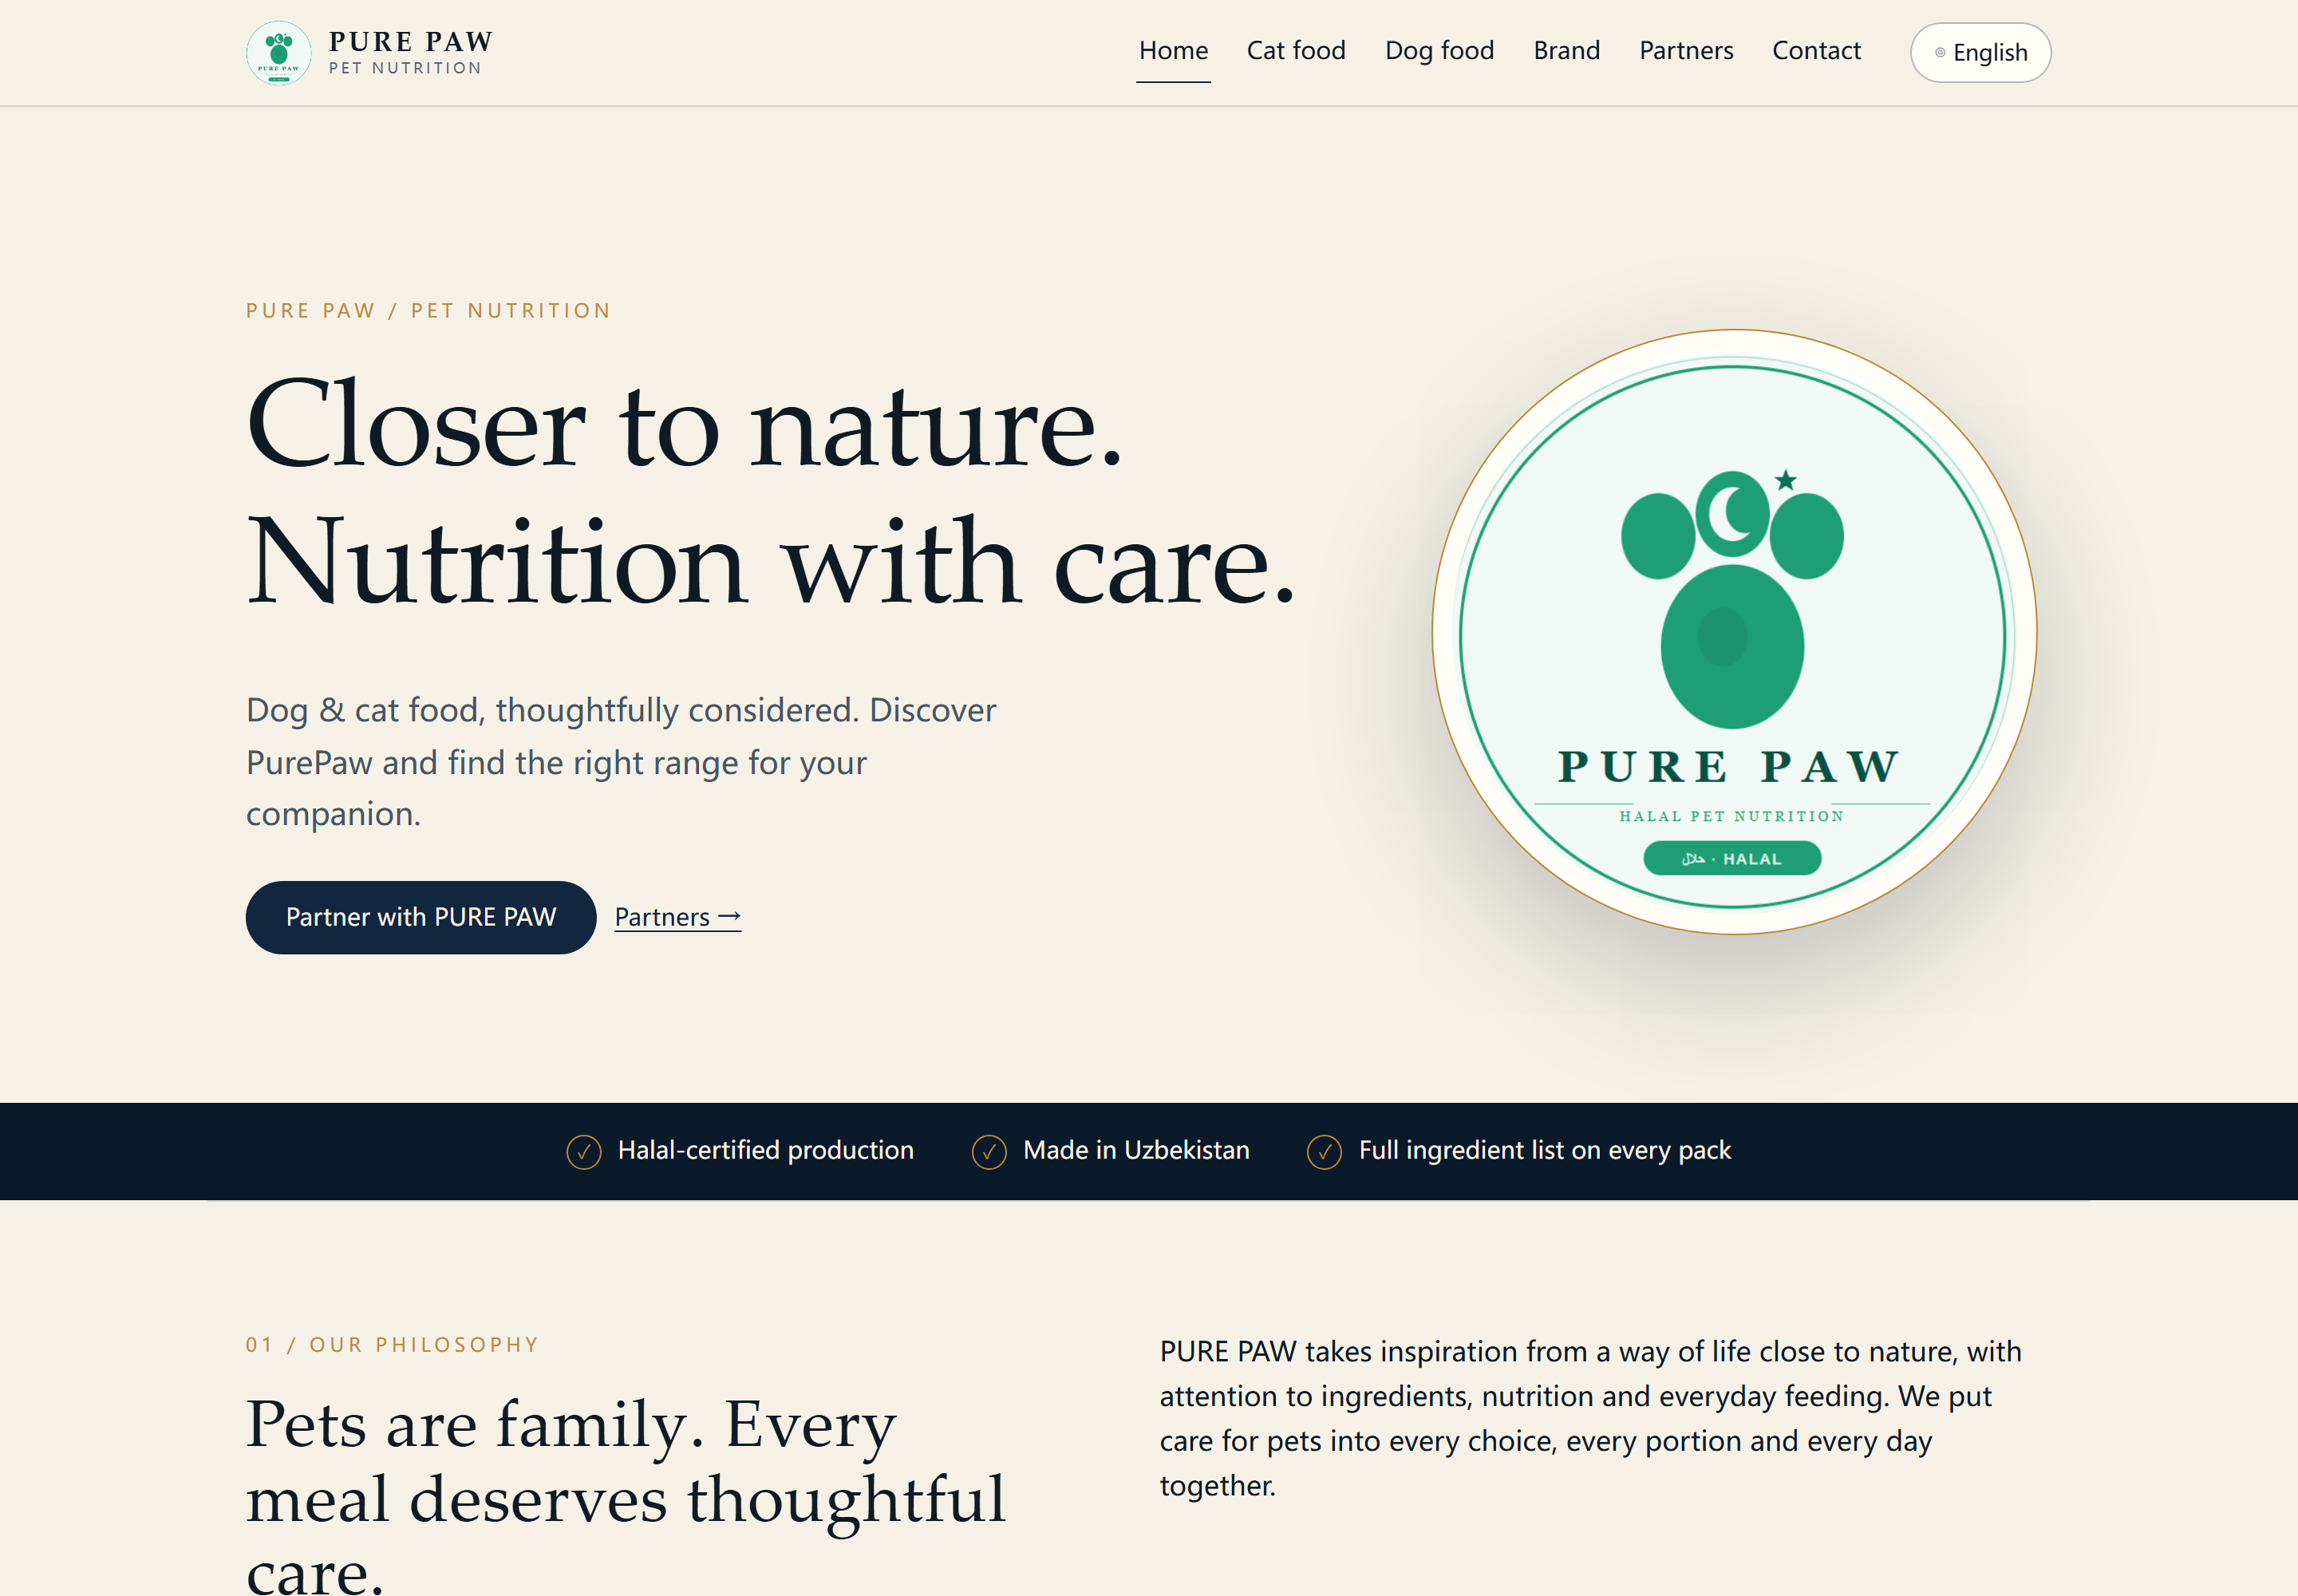 PURE PAW
PET NUTRITION
Home
Cat food
Dog food
Brand
Partners
Contact
English
PURE PAW / PET NUTRITION
Closer to nature.
Nutrition with care.
Dog & cat food, thoughtfully considered. Discover
PurePaw and find the right range for your
companion.
Partner with PURE PAW
Partners →
PURE PAW
HALAL PET NUTRITION
حلال · HALAL
Halal-certified production
Made in Uzbekistan
Full ingredient list on every pack
01 / OUR PHILOSOPHY
Pets are family. Every
meal deserves thoughtful
care.
PURE PAW takes inspiration from a way of life close to nature, with
attention to ingredients, nutrition and everyday feeding. We put
care for pets into every choice, every portion and every day
together.